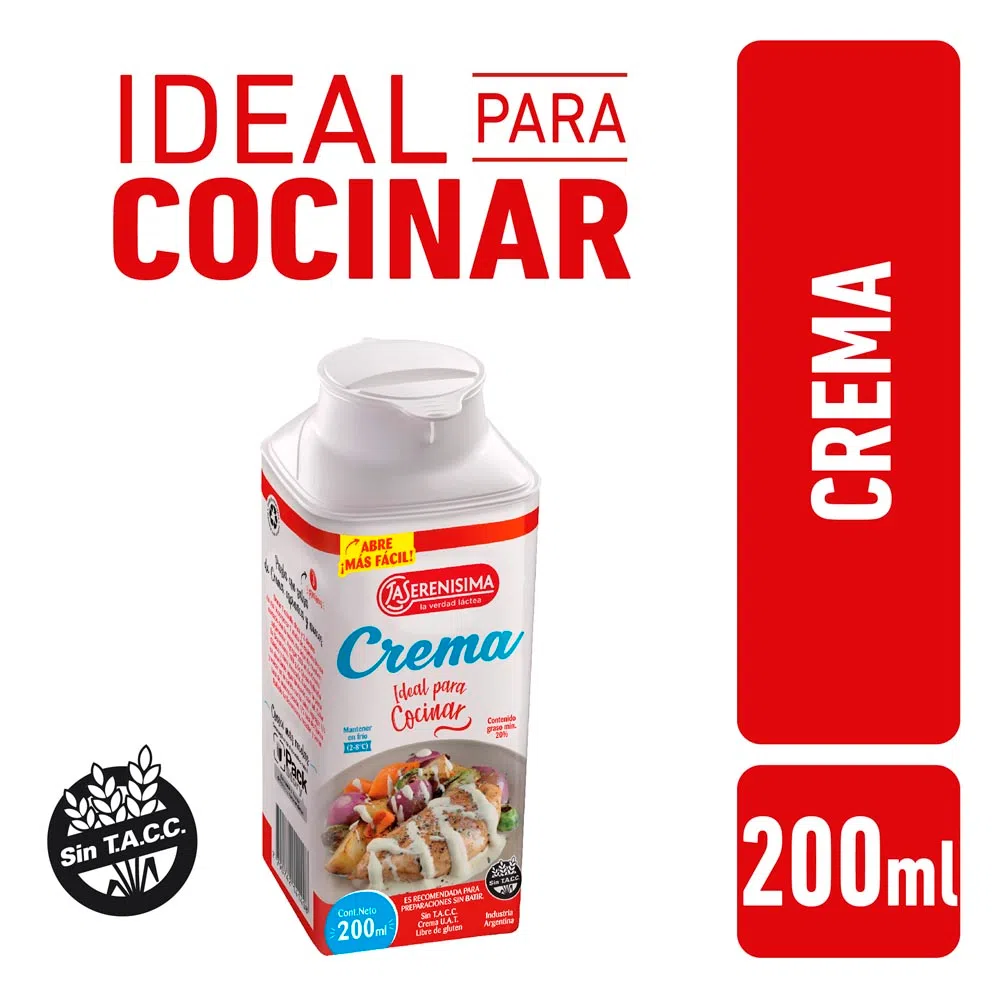 IDEAL PARA
COCINAR
CREMA
200ml
Sin T.A.C.C.
ABRE
¡MÁS FÁCIL!
LA SERENISIMA
la verdad láctea
Crema
Ideal para
Cocinar
Mantener
en frío
(2-8°C)
Contenido
graso mín.
20%
Pack
Sin T.A.C.C.
ES RECOMENDADA PARA
PREPARACIONES SIN BATIR.
Sin T.A.C.C.
Crema U.A.T.
Libre de gluten
Industria
Argentina
Cont.Neto
200ml